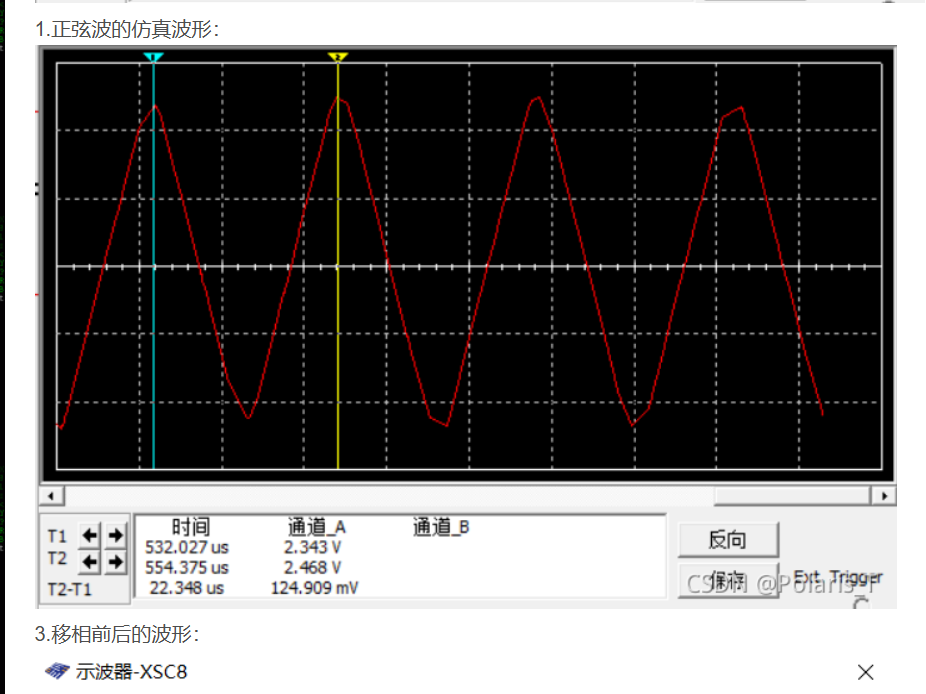 1.正弦波的仿真波形：
1
2
时间 通道_A 通道_B
T1 532.027 us 2.343 V
T2 554.375 us 2.468 V
T2-T1 22.348 us 124.909 mV
反向
保存
Ext Trigger
CSDN @Polaris-r
3.移相前后的波形：
示波器-XSC8